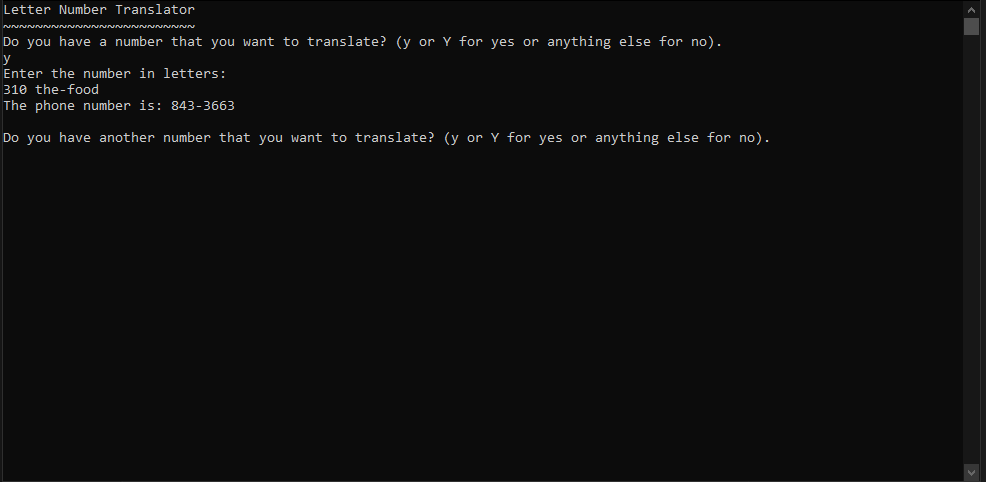 Letter Number Translator
~~~~~~~~~~~~~~~~~~~~~~~~
Do you have a number that you want to translate? (y or Y for yes or anything else for no).
y
Enter the number in letters:
310 the-food
The phone number is: 843-3663
Do you have another number that you want to translate? (y or Y for yes or anything else for no).